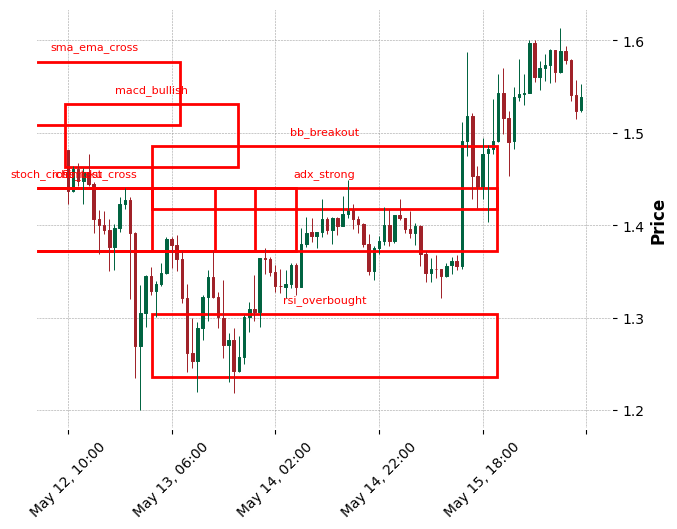 sma_ema_cross
macd_bullish
bb_breakout
adx_strong
rsi_overbought
1.6
1.5
1.4
1.3
1.2
Price
May 12, 10:00
May 13, 06:00
May 14, 02:00
May 14, 22:00
May 15, 18:00